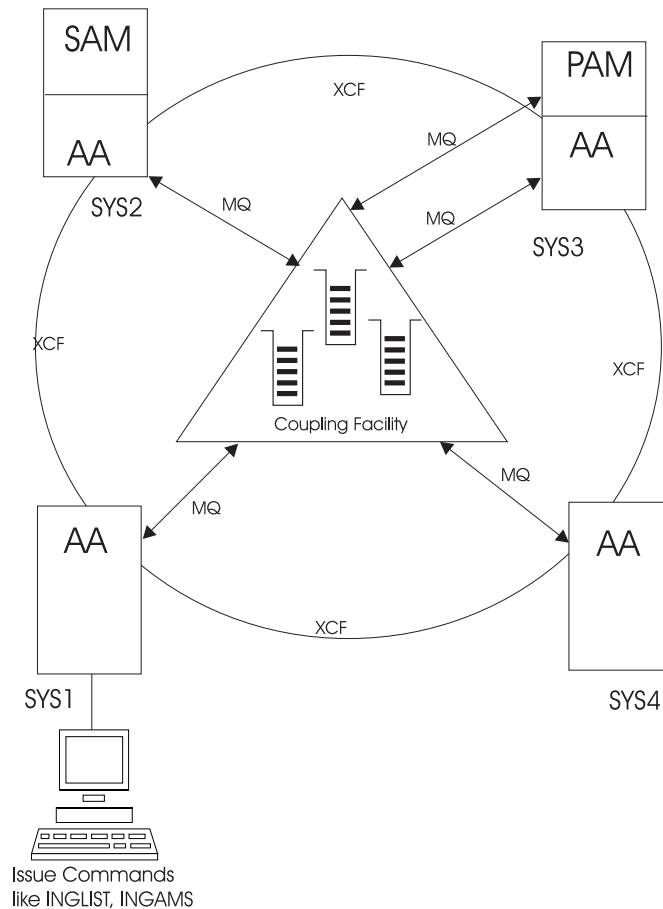 SAM
PAM
XCF
AA
MQ
AA
SYS2
MQ
MQ
SYS3
XCF
XCF
Coupling Facility
AA
MQ
MQ
AA
XCF
SYS1
SYS4
Issue Commands
like INGLIST, INGAMS